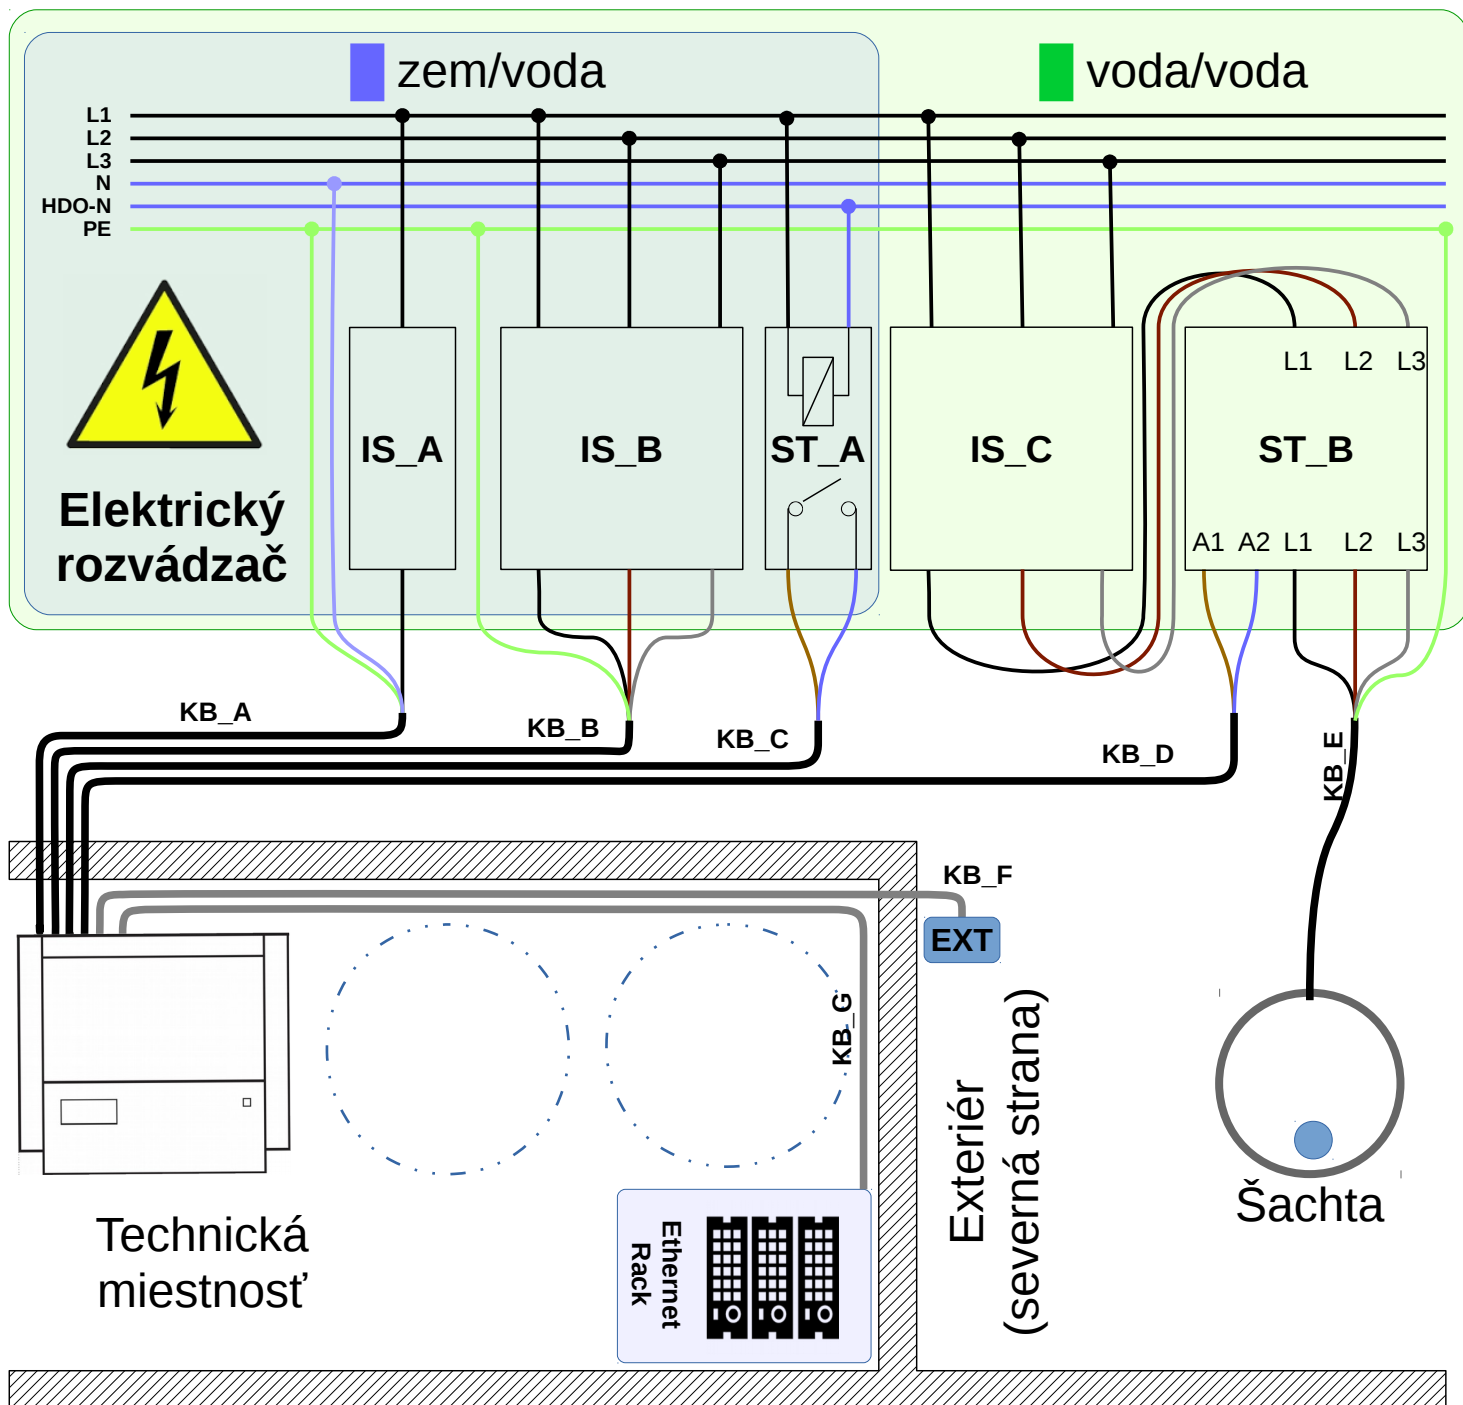 zem/voda
voda/voda
L1
L2
L3
N
HDO-N
PE
L1 L2 L3
IS_A
IS_B
ST_A
IS_C
ST_B
Elektrický
rozvádzač
A1 A2 L1 L2 L3
KB_A
KB_B
KB_C
KB_D
KB_E
KB_F
EXT
KB_G
Exteriér
(severná strana)
Šachta
Technická
miestnosť
Ethernet
Rack